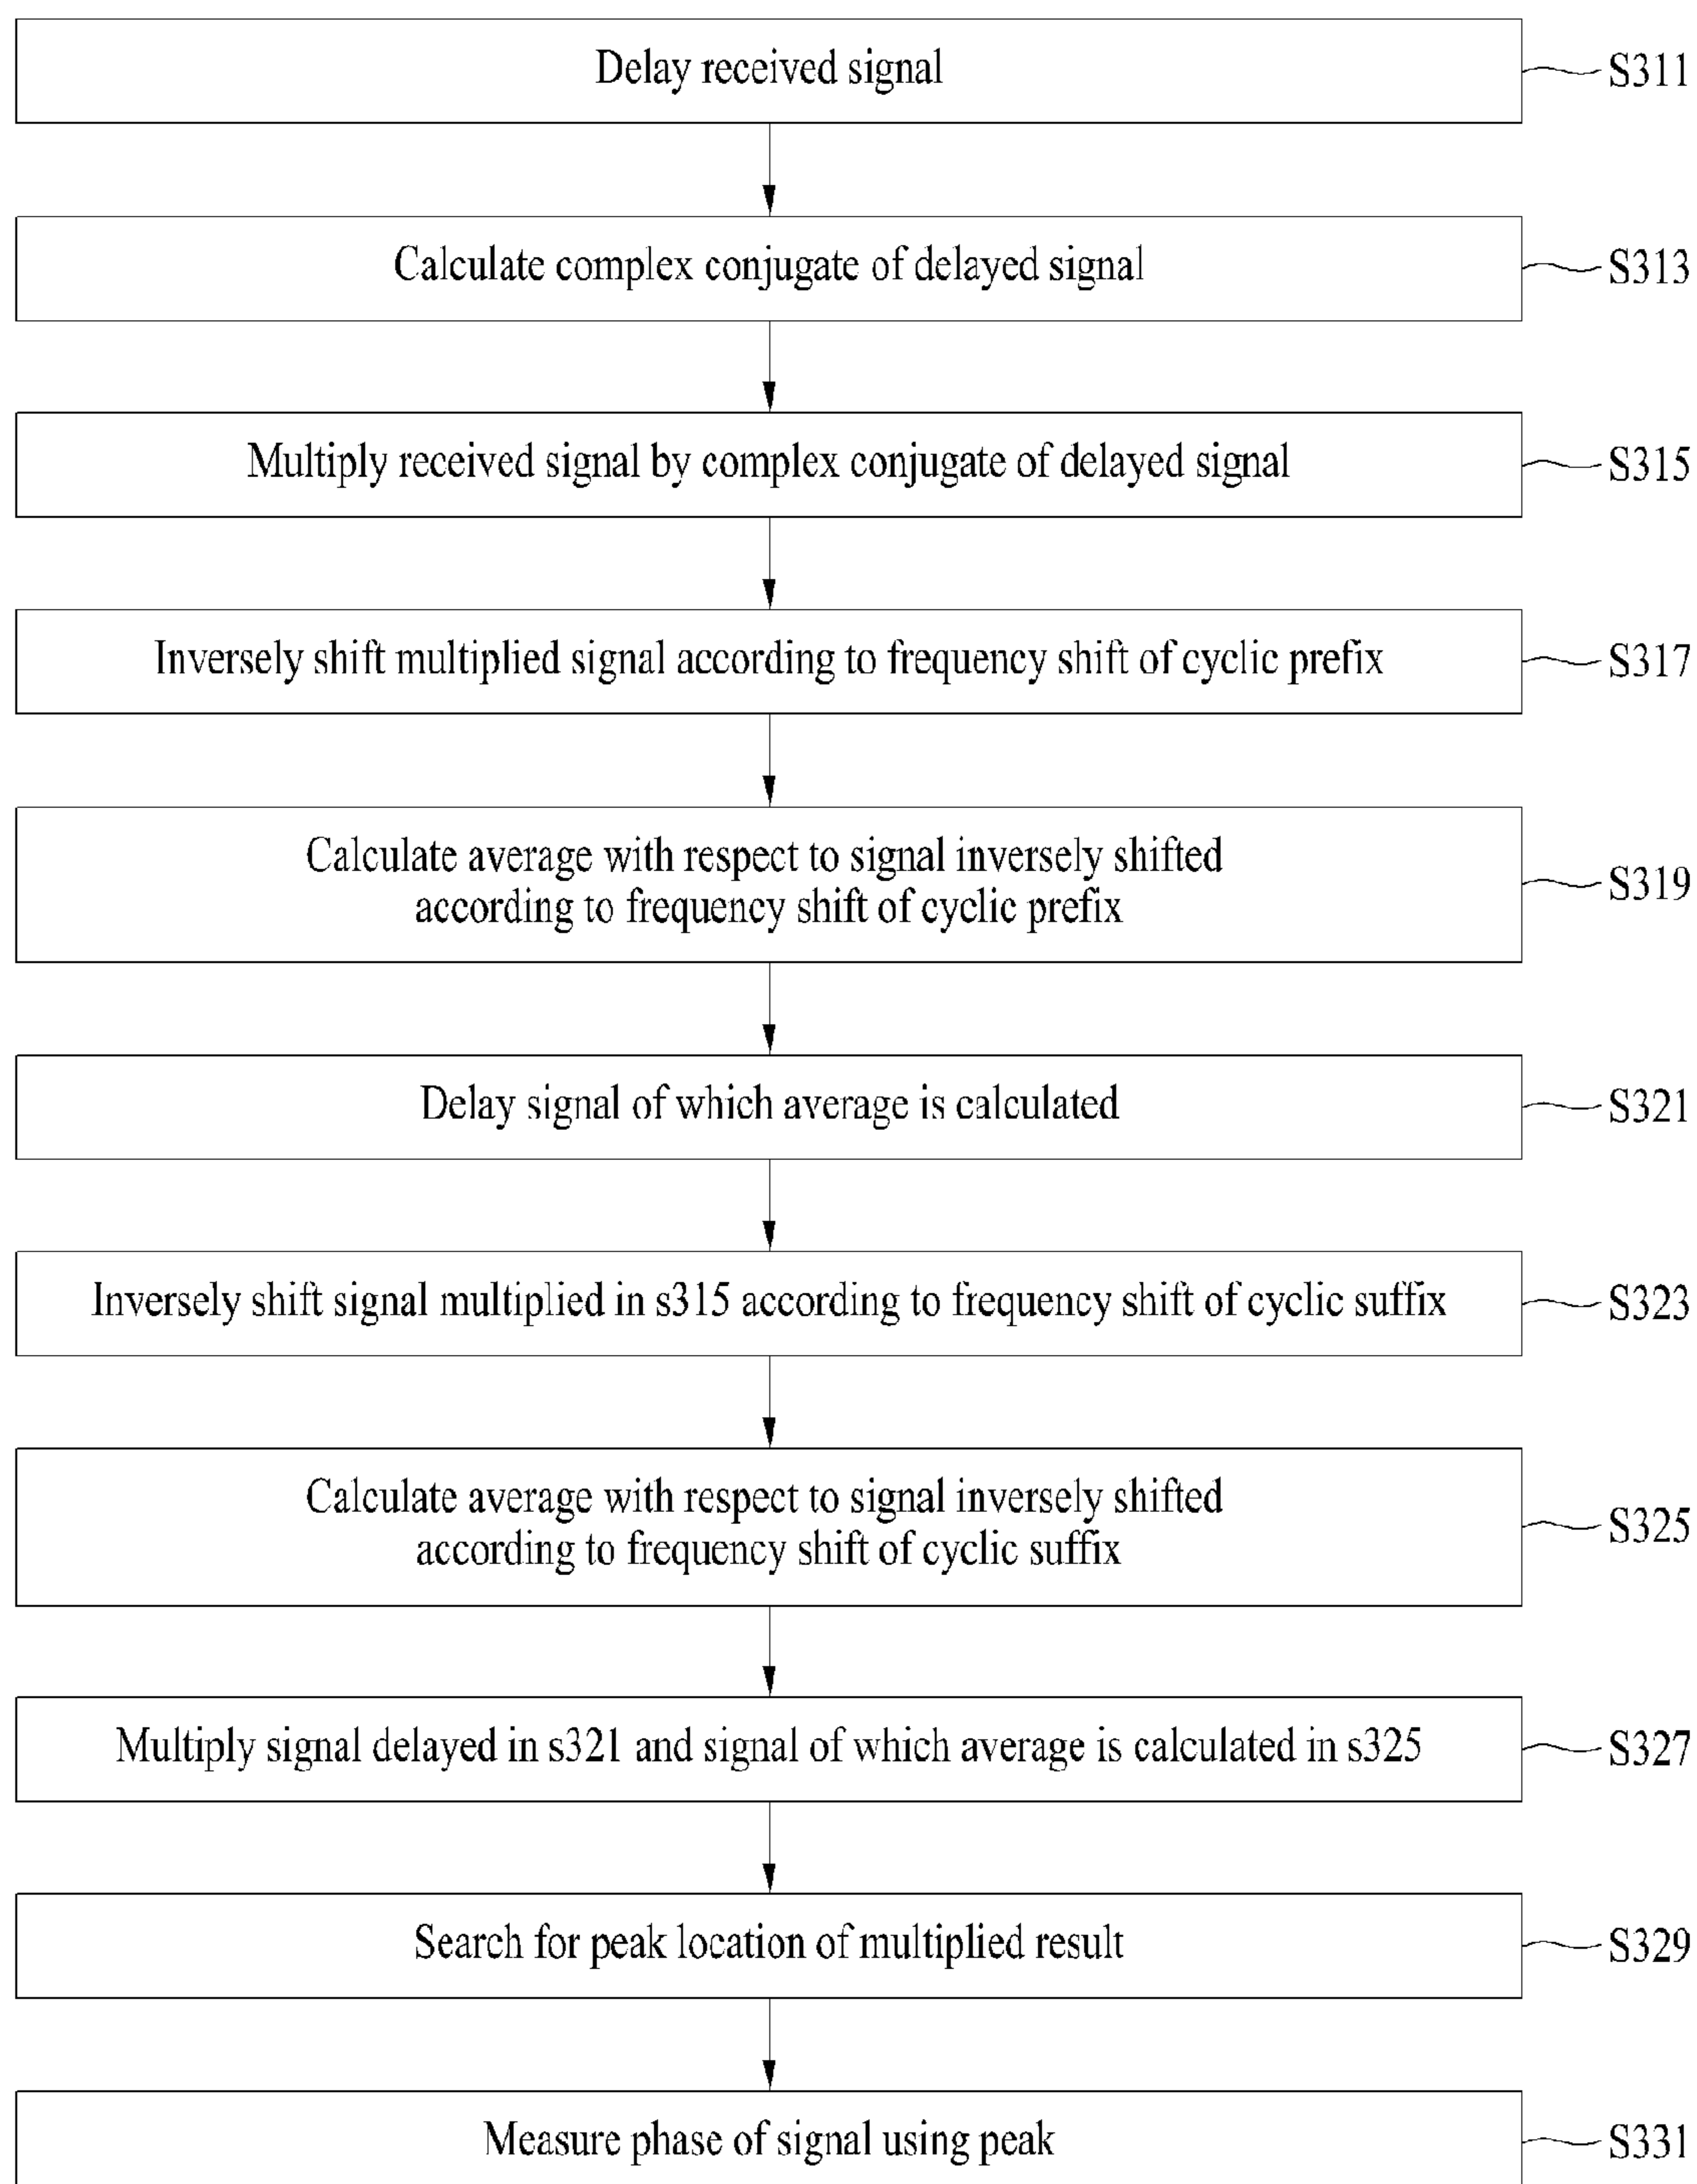 Delay received signal
S311
Calculate complex conjugate of delayed signal
S313
Multiply received signal by complex conjugate of delayed signal
S315
Inversely shift multiplied signal according to frequency shift of cyclic prefix
S317
Calculate average with respect to signal inversely shifted
according to frequency shift of cyclic prefix
S319
Delay signal of which average is calculated
S321
Inversely shift signal multiplied in s315 according to frequency shift of cyclic suffix
S323
Calculate average with respect to signal inversely shifted
according to frequency shift of cyclic suffix
S325
Multiply signal delayed in s321 and signal of which average is calculated in s325
S327
Search for peak location of multiplied result
S329
Measure phase of signal using peak
S331